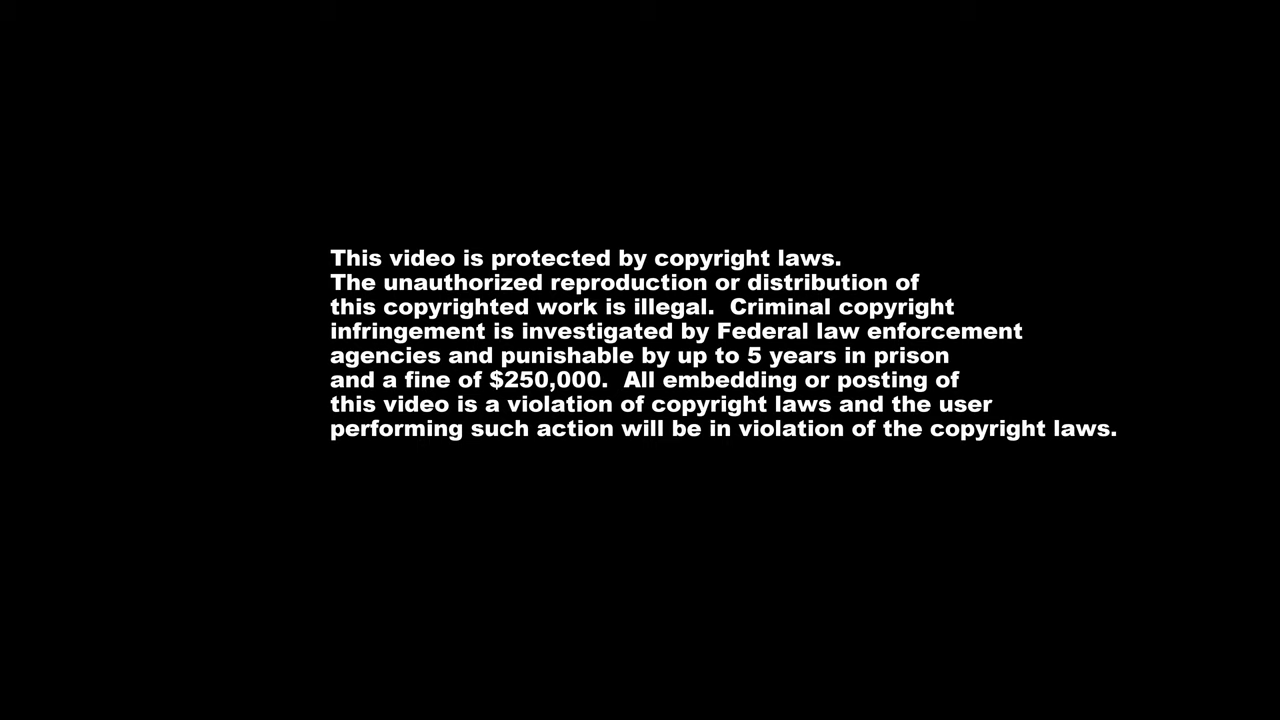 This video is protected by copyright laws.
The unauthorized reproduction or distribution of
this copyrighted work is illegal.  Criminal copyright
infringement is investigated by Federal law enforcement
agencies and punishable by up to 5 years in prison
and a fine of $250,000.  All embedding or posting of
this video is a violation of copyright laws and the user
performing such action will be in violation of the copyright laws.